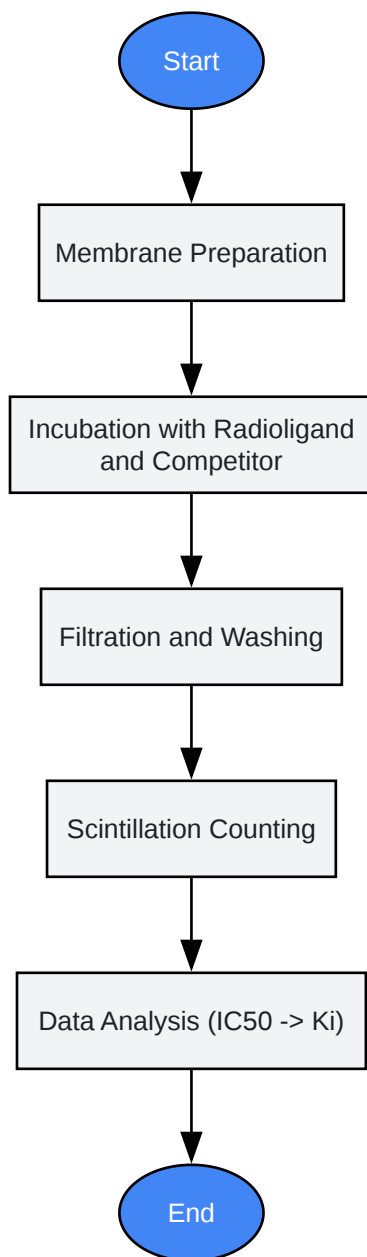 Start
Membrane Preparation
Incubation with Radioligand
and Competitor
Filtration and Washing
Scintillation Counting
Data Analysis (IC50 -> Ki)
End